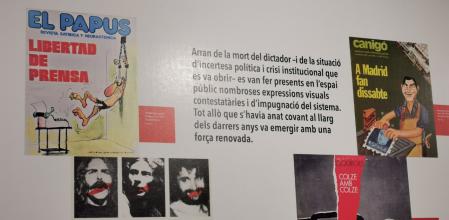 EL PAPUS
REVISTA SATIRICA Y NEURASTENICA
LIBERTAD
DE
PRENSA
Arran de la mort del dictador -i de la situació
d'incertesa política i crisi institucional que
es va obrir- es van fer presents en l'espai
públic nombroses expressions visuals
contestatàries i d'impugnació del sistema.
Tot allò que s'havia anat covant al llarg
dels darrers anys va emergir amb una
força renovada.
canigó
A Madrid
fan
dissabte
COLZE
AMB
COLZE